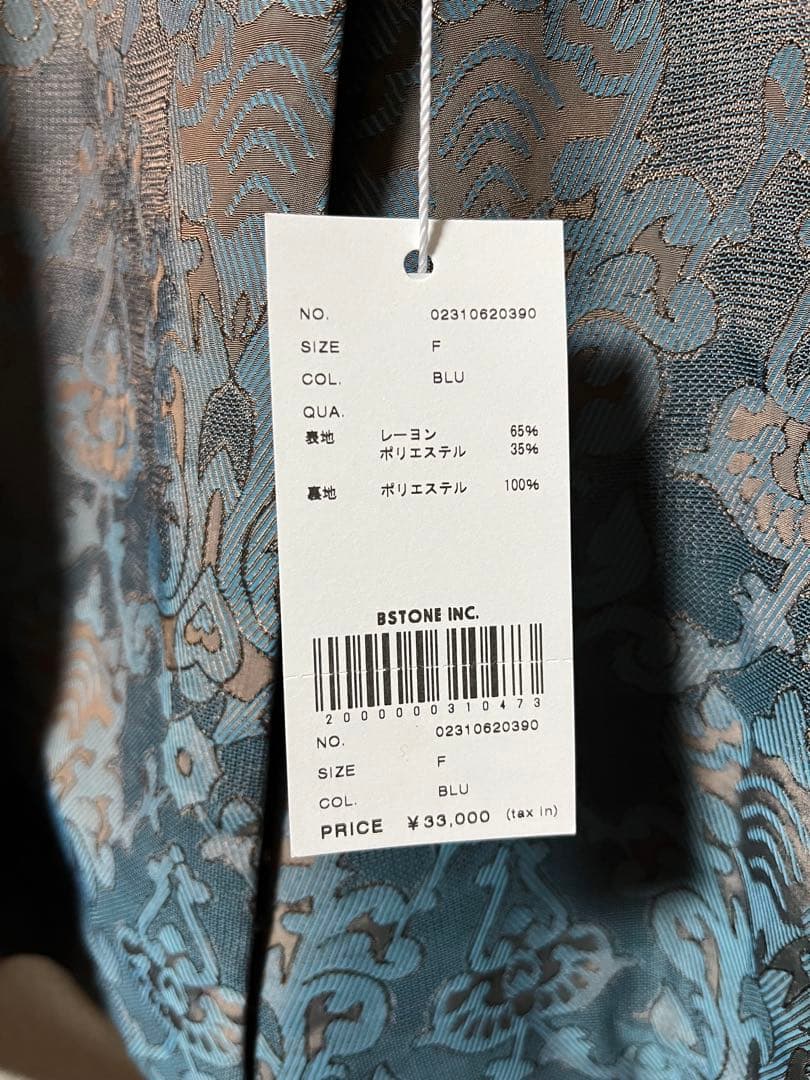 NO. 02310620390
SIZE F
COL. BLU
QUA.
表地 レーヨン 65%
ポリエステル 35%
裏地 ポリエステル 100%
BSTONE INC.
2000000310473
NO. 02310620390
SIZE F
COL. BLU
PRICE ¥33,000 (tax in)